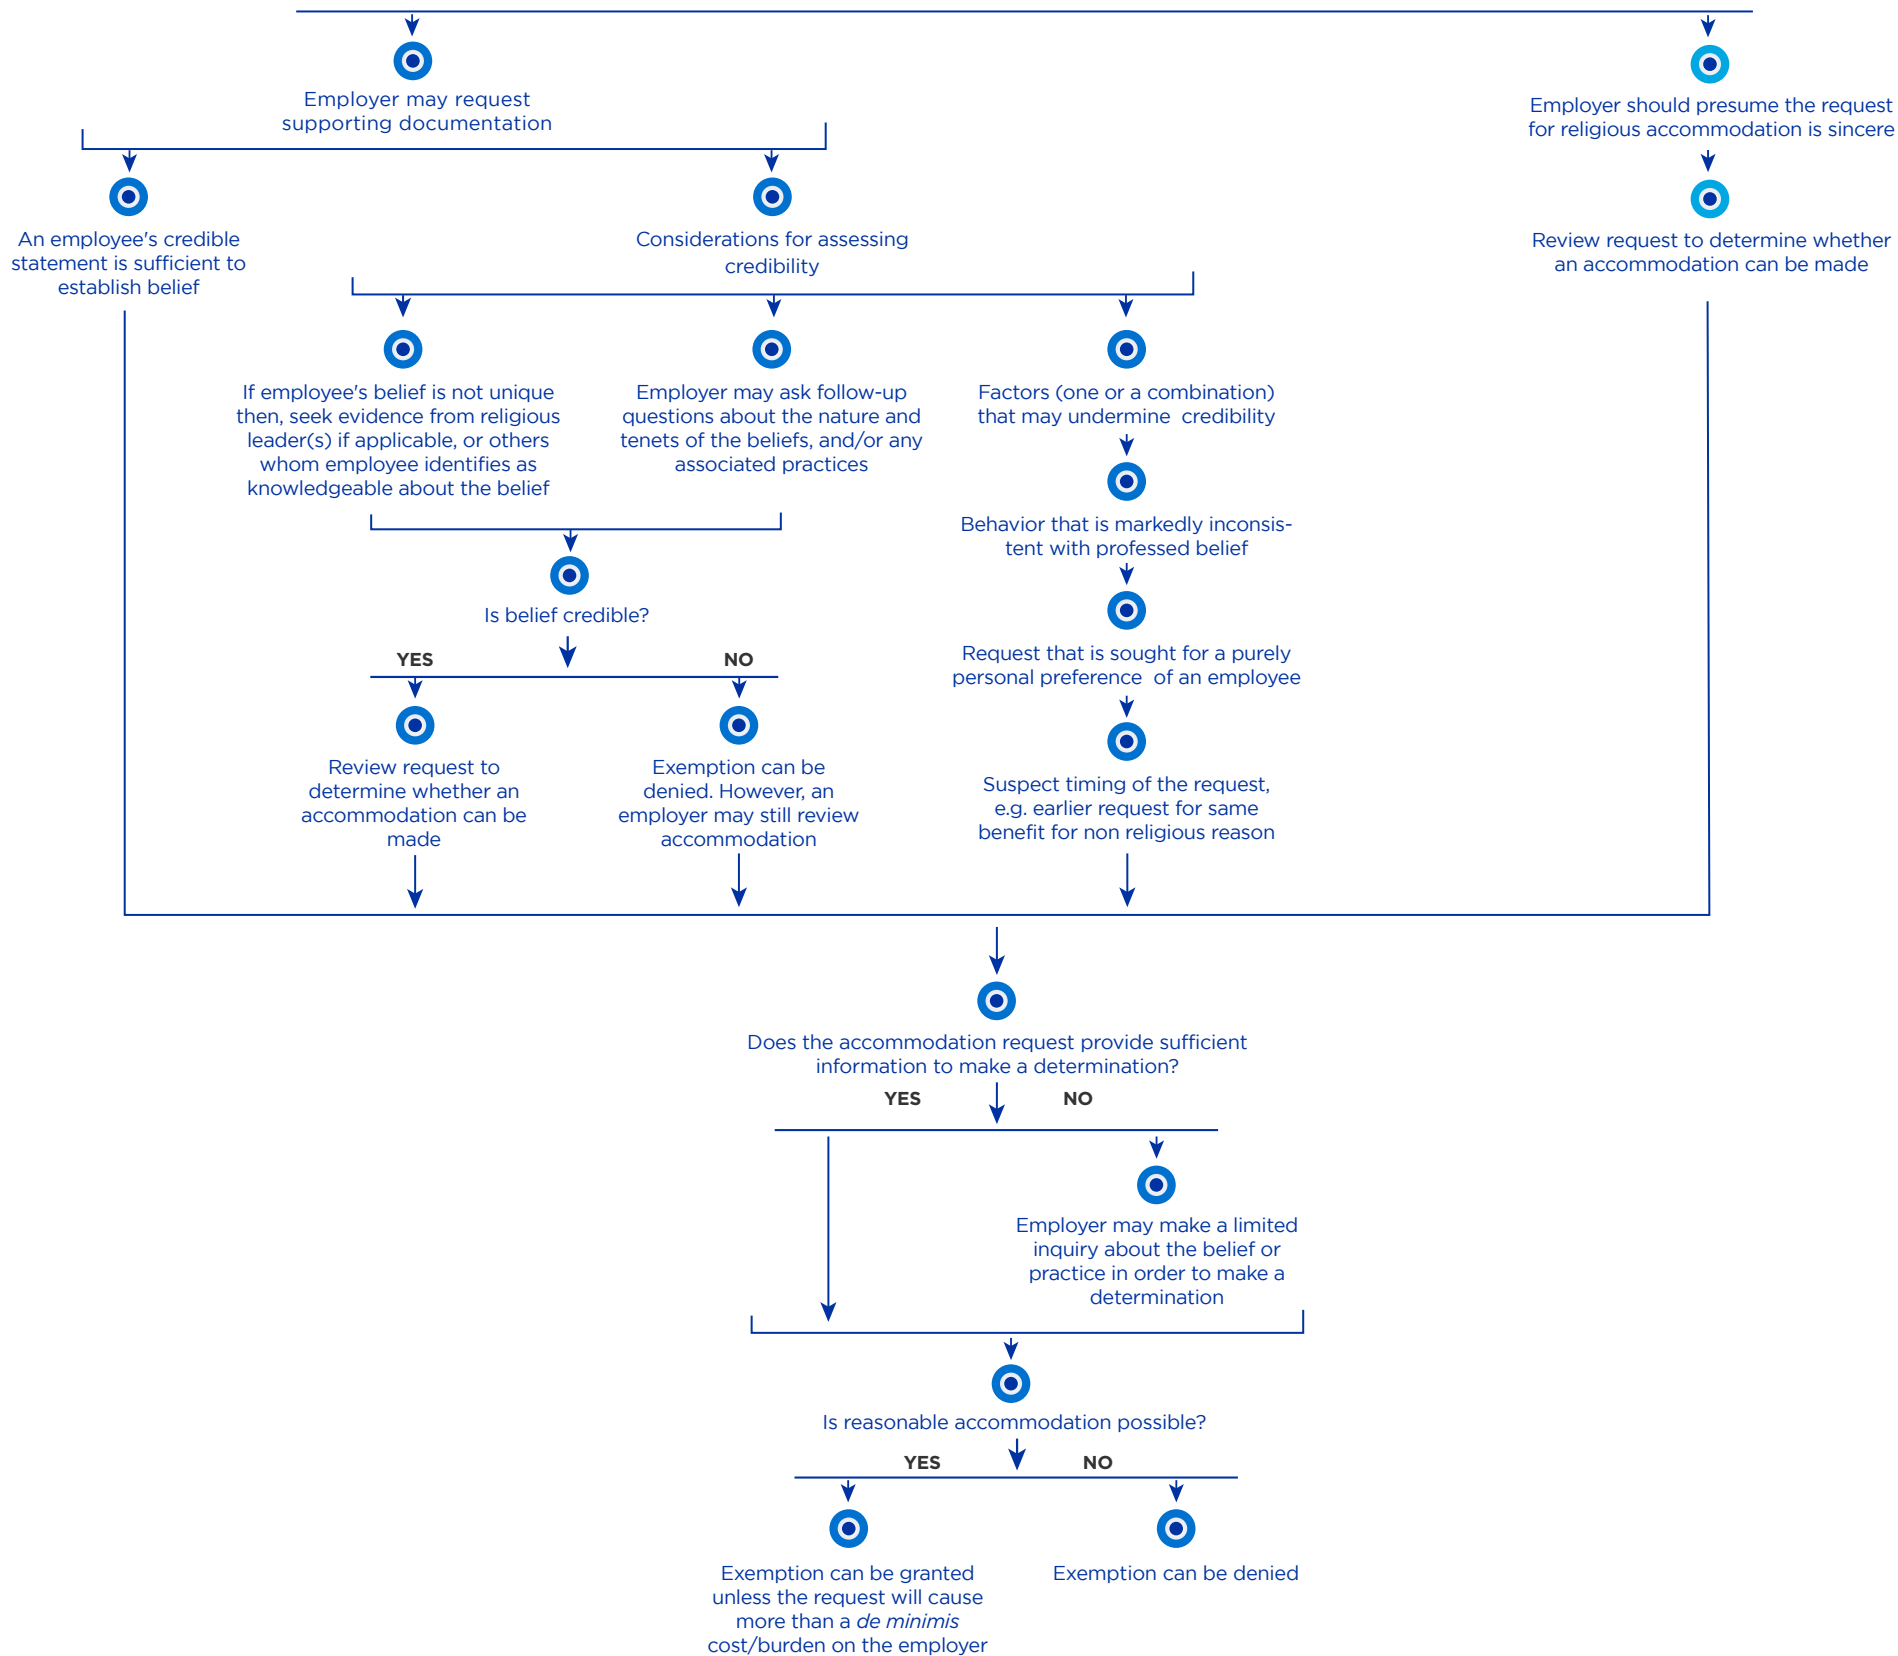 Employer may request
supporting documentation
Employer should presume the request
for religious accommodation is sincere
An employee's credible
statement is sufficient to
establish belief
Considerations for assessing
credibility
Review request to determine whether
an accommodation can be made
If employee's belief is not unique
then, seek evidence from religious
leader(s) if applicable, or others
whom employee identifies as
knowledgeable about the belief
Employer may ask follow-up
questions about the nature and
tenets of the beliefs, and/or any
associated practices
Factors (one or a combination)
that may undermine credibility
Behavior that is markedly inconsis-
tent with professed belief
Is belief credible?
YES
NO
Request that is sought for a purely
personal preference of an employee
Review request to
determine whether an
accommodation can be
made
Exemption can be
denied. However, an
employer may still review
accommodation
Suspect timing of the request,
e.g. earlier request for same
benefit for non religious reason
Does the accommodation request provide sufficient
information to make a determination?
YES
NO
Employer may make a limited
inquiry about the belief or
practice in order to make a
determination
Is reasonable accommodation possible?
YES
NO
Exemption can be granted
unless the request will cause
more than a de minimis
cost/burden on the employer
Exemption can be denied